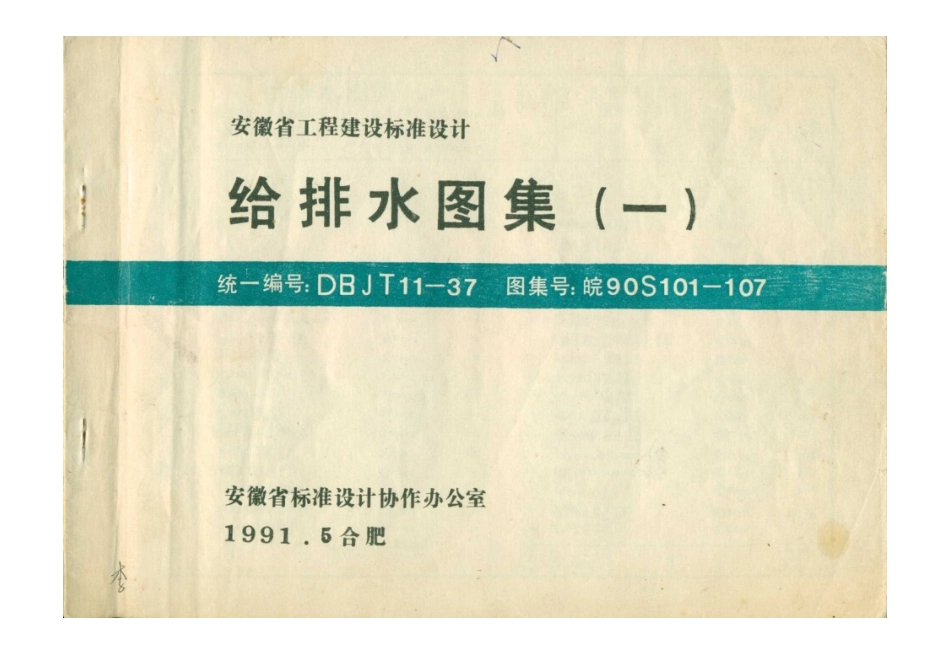 安徽省工程建设标准设计
给排水图集(一)
统一编号:DBJT11—37 图集号:皖90S101—107
安徽省标准设计协作办公室
1991.5合肥
李